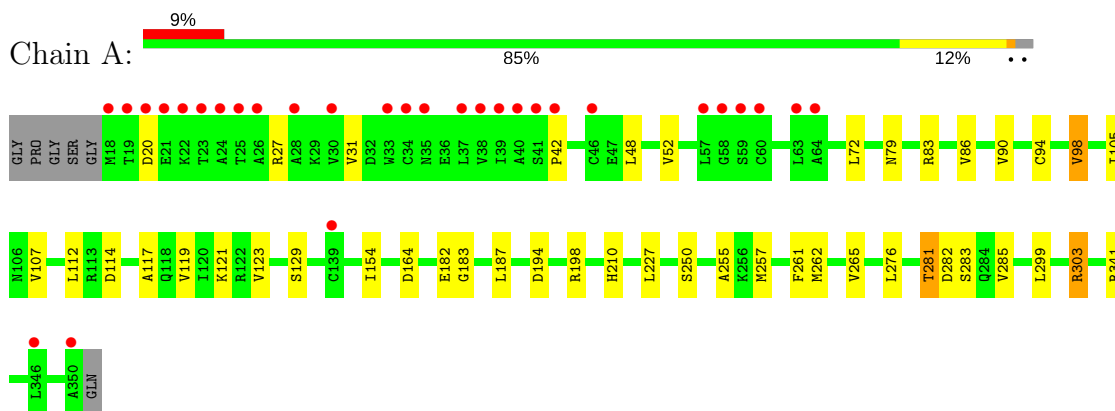 9%
Chain A:
85% 12% • •
GLY PRO GLY SER GLY M18 T19 D20 E21 K22 T23 A24 T25 A26 R27 A28 K29 V30 V31 D32 W33 C34 N35 E36 L37 V38 I39 A40 S41 P42 C46 E47 L48 V52 L57 G58 S59 C60 L63 A64 L72 N79 R83 V86 V90 C94 V98 I105
N106 V107 L112 R113 D114 A117 Q118 V119 I120 K121 R122 V123 S129 C139 I154 D164 E182 G183 L187 D194 R198 H210 L227 S250 A255 K256 M257 F261 M262 V265 L276 T281 D282 S283 Q284 V285 L299 R303
L346 A350 GLN